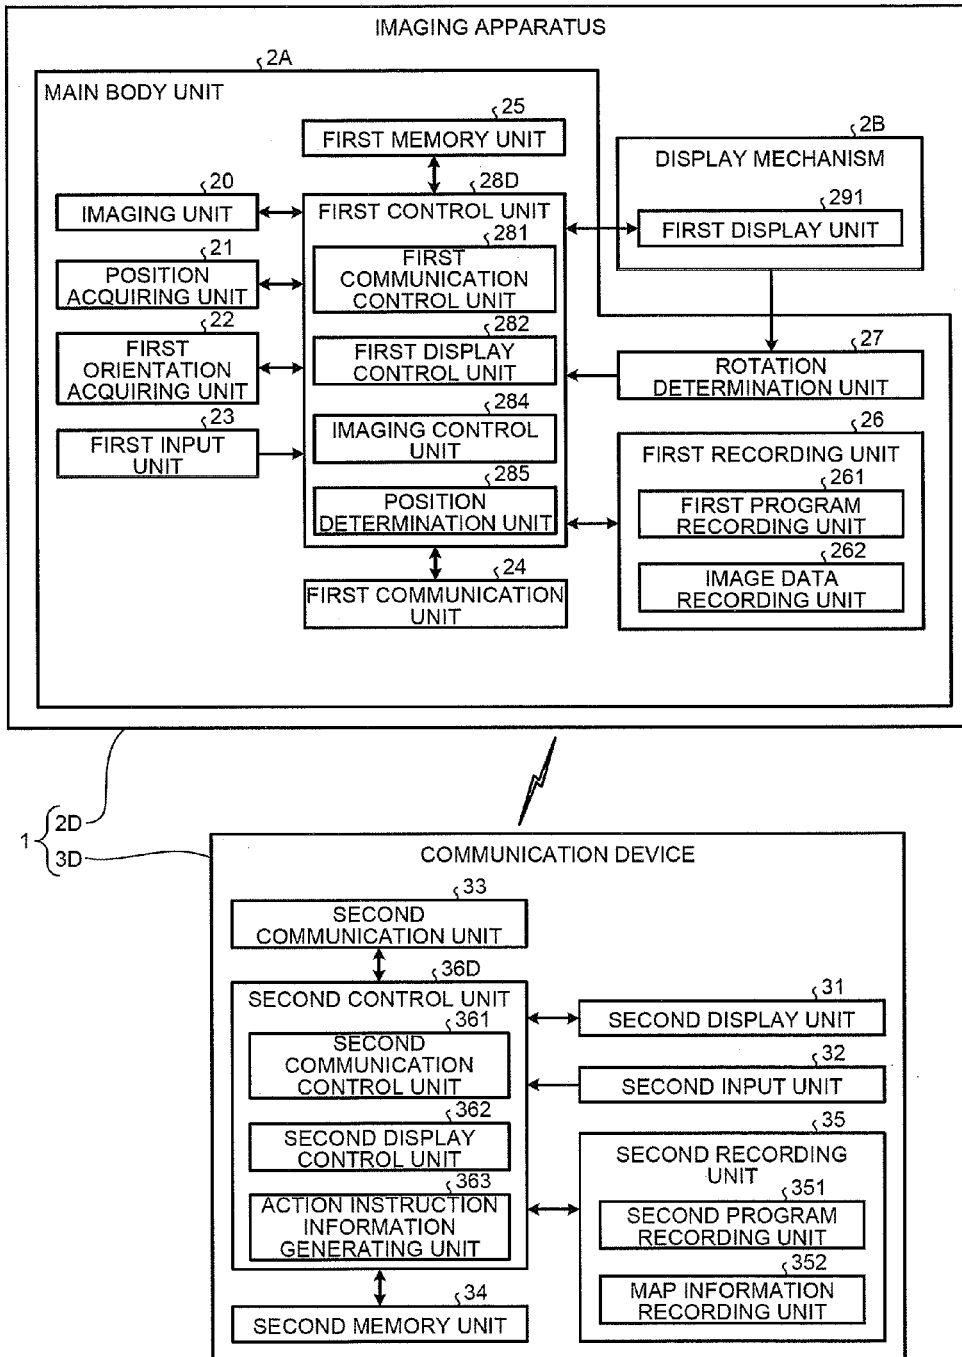 IMAGING APPARATUS
2A
MAIN BODY UNIT
25
FIRST MEMORY UNIT
2B
DISPLAY MECHANISM
291
FIRST DISPLAY UNIT
20
IMAGING UNIT
28D
FIRST CONTROL UNIT
281
FIRST
COMMUNICATION
CONTROL UNIT
21
POSITION
ACQUIRING UNIT
22
FIRST
ORIENTATION
ACQUIRING UNIT
282
FIRST DISPLAY
CONTROL UNIT
27
ROTATION
DETERMINATION UNIT
23
FIRST INPUT
UNIT
284
IMAGING CONTROL
UNIT
26
FIRST RECORDING UNIT
261
FIRST PROGRAM
RECORDING UNIT
285
POSITION
DETERMINATION UNIT
262
IMAGE DATA
RECORDING UNIT
24
FIRST COMMUNICATION
UNIT
1
2D
3D
COMMUNICATION DEVICE
33
SECOND
COMMUNICATION UNIT
36D
SECOND CONTROL UNIT
361
SECOND
COMMUNICATION
CONTROL UNIT
31
SECOND DISPLAY UNIT
32
SECOND INPUT UNIT
362
SECOND DISPLAY
CONTROL UNIT
35
SECOND RECORDING
UNIT
363
ACTION INSTRUCTION
INFORMATION
GENERATING UNIT
351
SECOND PROGRAM
RECORDING UNIT
352
MAP INFORMATION
RECORDING UNIT
34
SECOND MEMORY UNIT